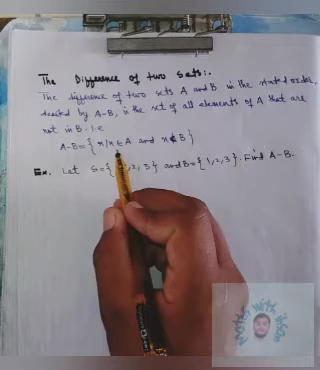 The Difference of two Sets:.
The difference of two sets A and B in the stated order,
denoted by A-B, is the set of all elements of A that are
not in B. i.e
A-B={ x/x ∈ A and x ∉ B}
Ex. Let S={ ,2, 3} and B={ 1,2,3}. Find A-B.
maths with